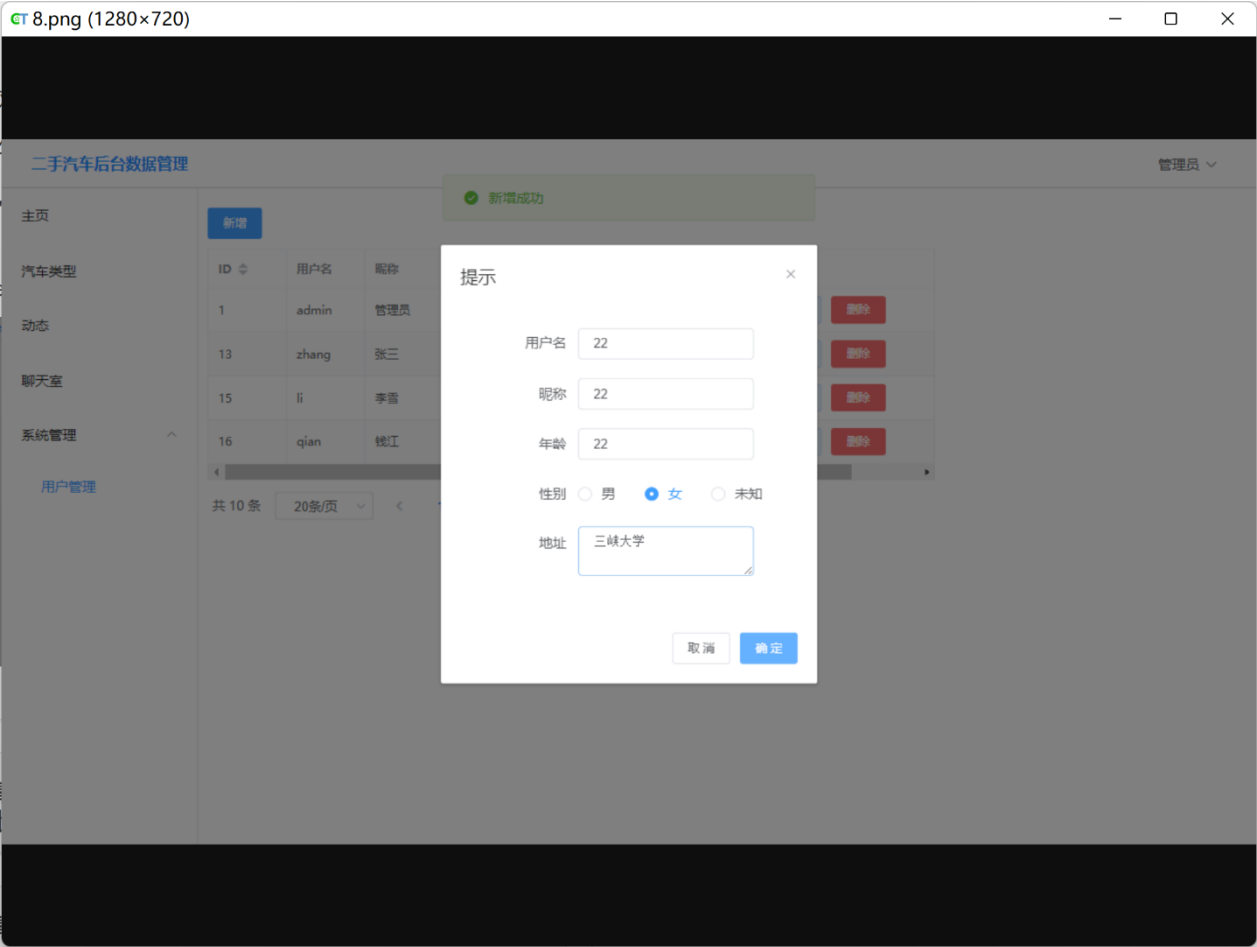 8.png (1280×720)
二手汽车后台数据管理
管理员
新增成功
主页
汽车类型
动态
聊天室
系统管理
用户管理
新增
ID 用户名 昵称
1 admin 管理员 删除
13 zhang 张三 删除
15 li 李雪 删除
16 qian 钱江 删除
共 10 条 20条/页
提示
用户名 22
昵称 22
年龄 22
性别 男 女 未知
地址 三峡大学
取消 确定